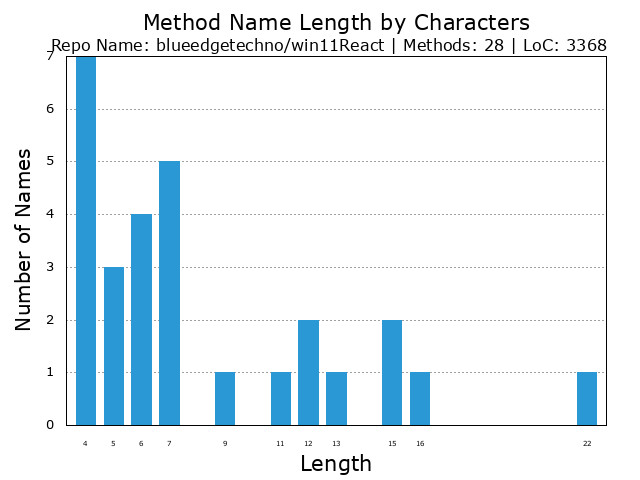 Method Name Length by Characters
Repo Name: blueedgetechno/win11React | Methods: 28 | LoC: 3368
Number of Names
7
6
5
4
3
2
1
0
4 5 6 7 9 11 12 13 15 16 22
Length